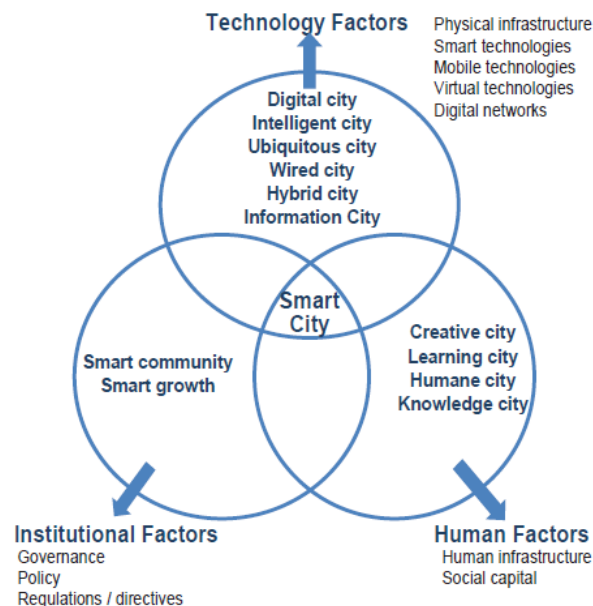 Technology Factors
Physical infrastructure
Smart technologies
Mobile technologies
Virtual technologies
Digital networks
Digital city
Intelligent city
Ubiquitous city
Wired city
Hybrid city
Information City
Smart
City
Smart community
Smart growth
Creative city
Learning city
Humane city
Knowledge city
Institutional Factors
Governance
Policy
Regulations / directives
Human Factors
Human infrastructure
Social capital